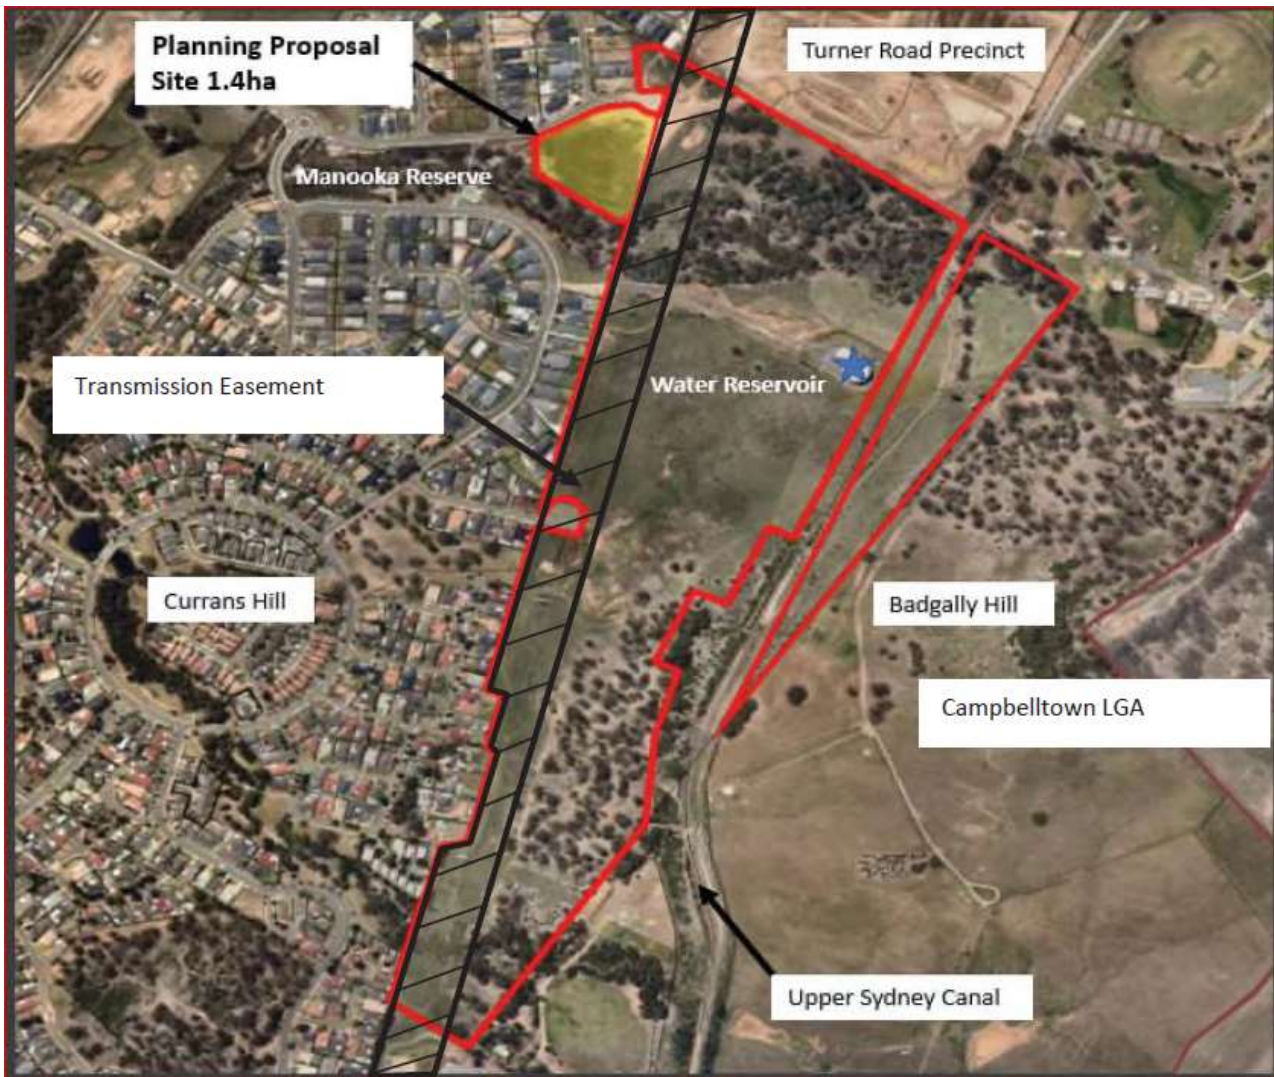 Planning Proposal
Site 1.4ha
Turner Road Precinct
Manooka Reserve
Transmission Easement
Water Reservoir
Currans Hill
Badgally Hill
Campbelltown LGA
Upper Sydney Canal